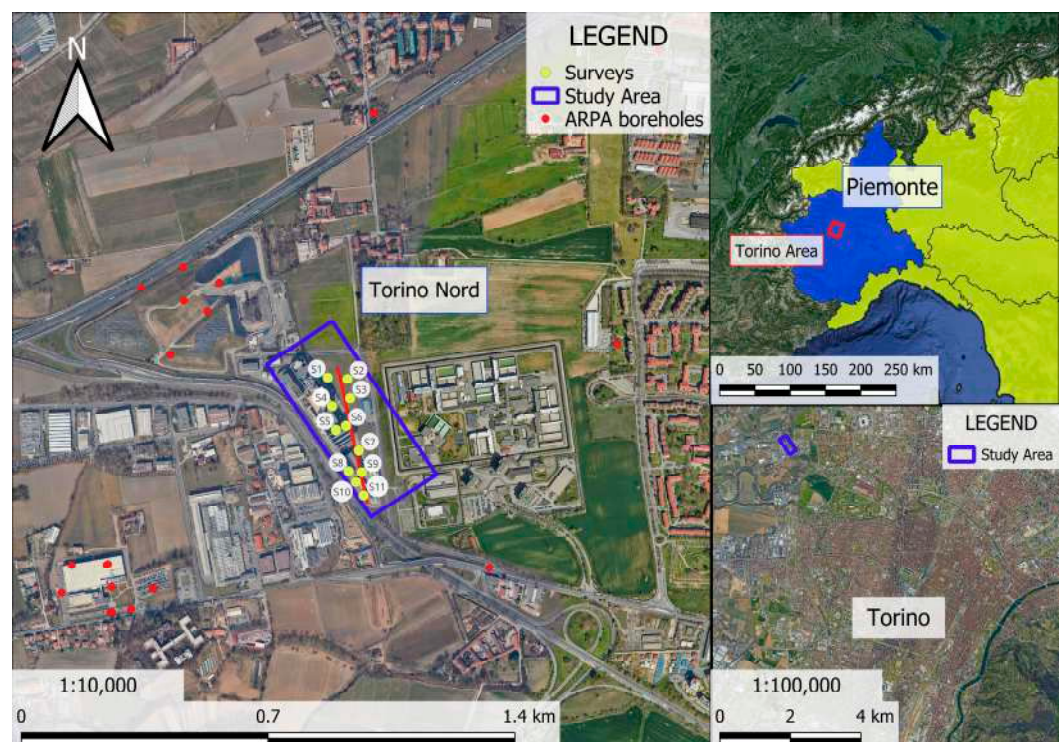 N
LEGEND
Surveys
Study Area
ARPA boreholes
Torino Nord
S1
S2
S3
S4
S5
S6
S7
S8
S9
S10
S11
1:10,000
0 0.7 1.4 km
Piemonte
Torino Area
0 50 100 150 200 250 km
LEGEND
Study Area
Torino
1:100,000
0 2 4 km